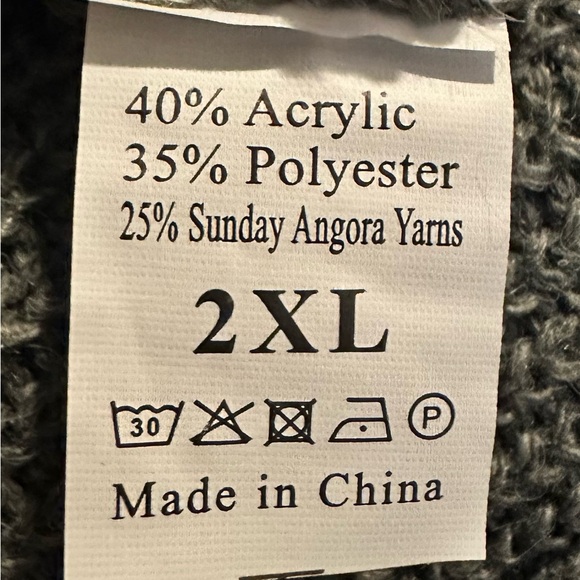 40% Acrylic
35% Polyester
25% Sunday Angora Yarns
2XL
30 P
Made in China